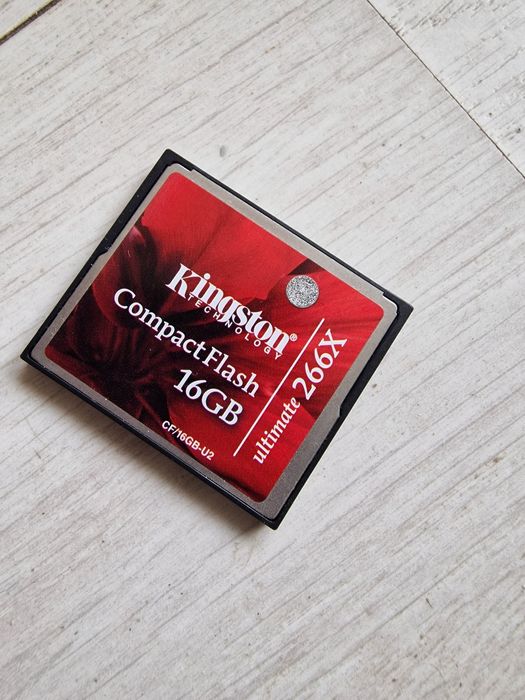 Kingston®
TECHNOLOGY
CompactFlash
16GB
CF/16GB-U2
ultimate 266X